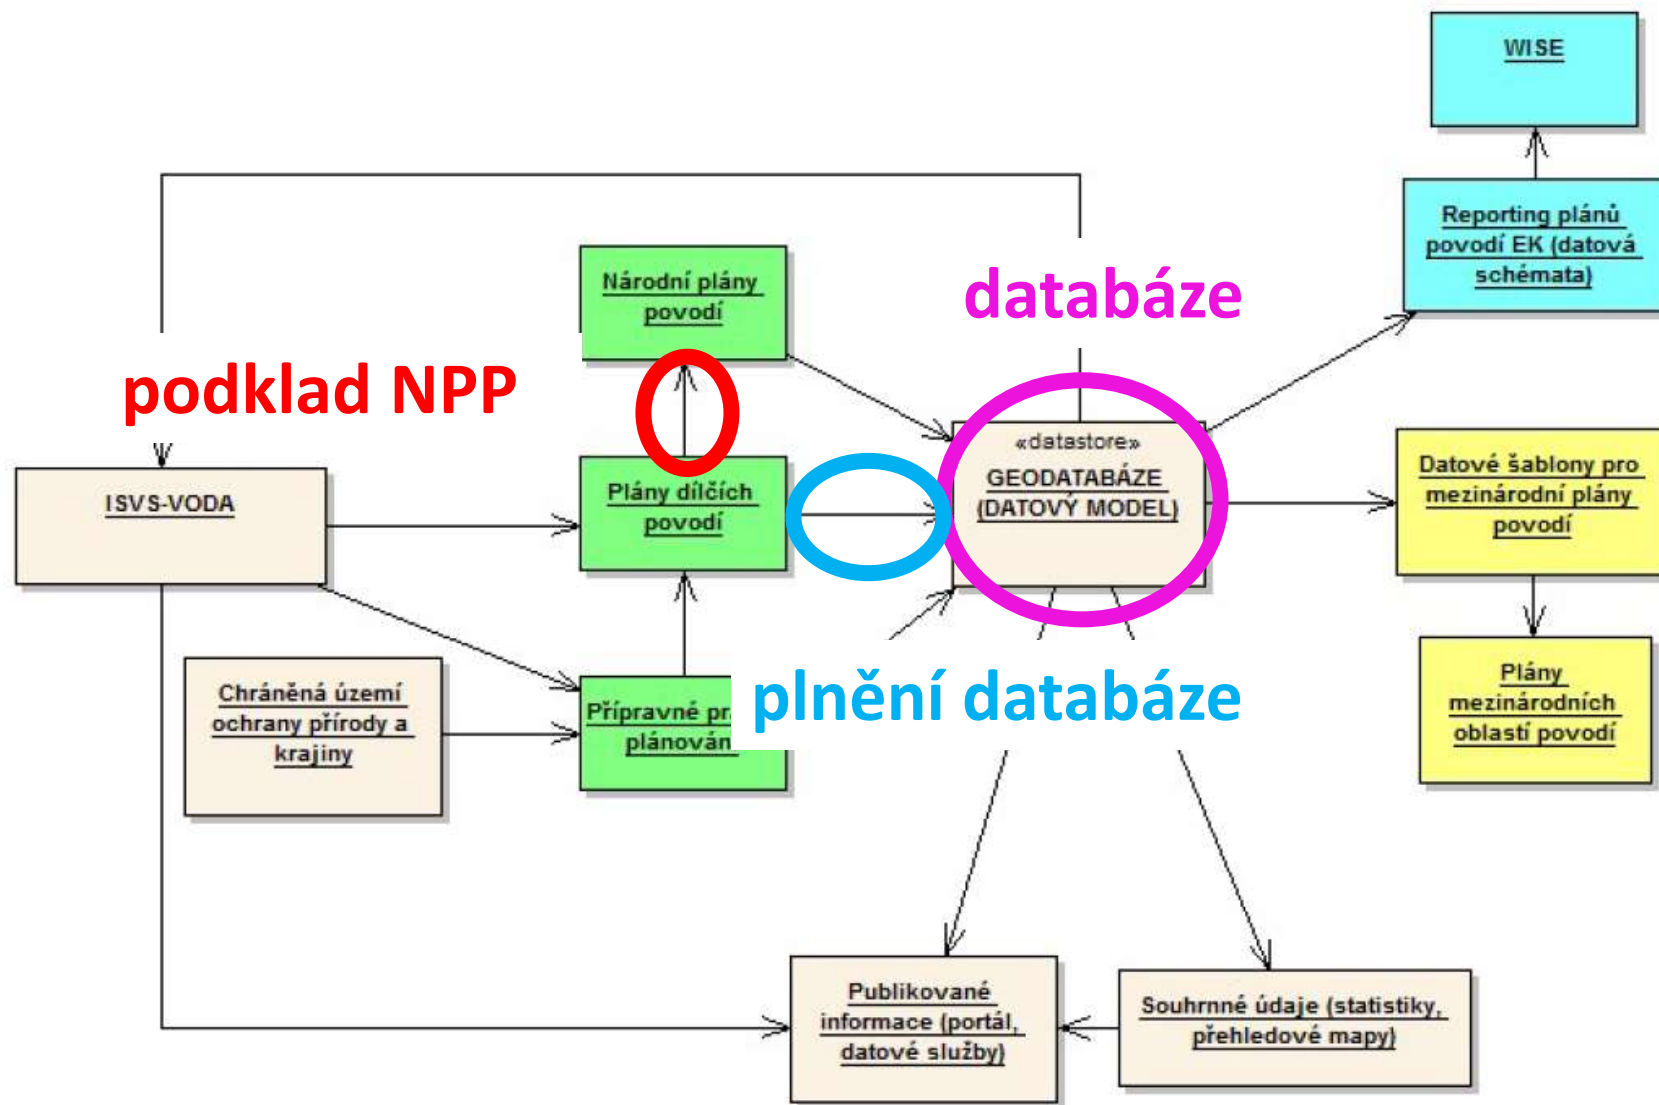 WISE
Reporting plánů
povodí EK (datová
schémata)
Národní plány
povodí
databáze
podklad NPP
«datastore»
GEODATABÁZE
(DATOVÝ MODEL)
Plány dílčích
povodí
ISVS-VODA
Datové šablony pro
mezinárodní plány
povodí
Chráněná území
ochrany přírody a
krajiny
Přípravné
plánován
plnění databáze
Plány
mezinárodních
oblastí povodí
Publikované
informace (portál,
datové služby)
Souhrnné údaje (statistiky,
přehledové mapy)